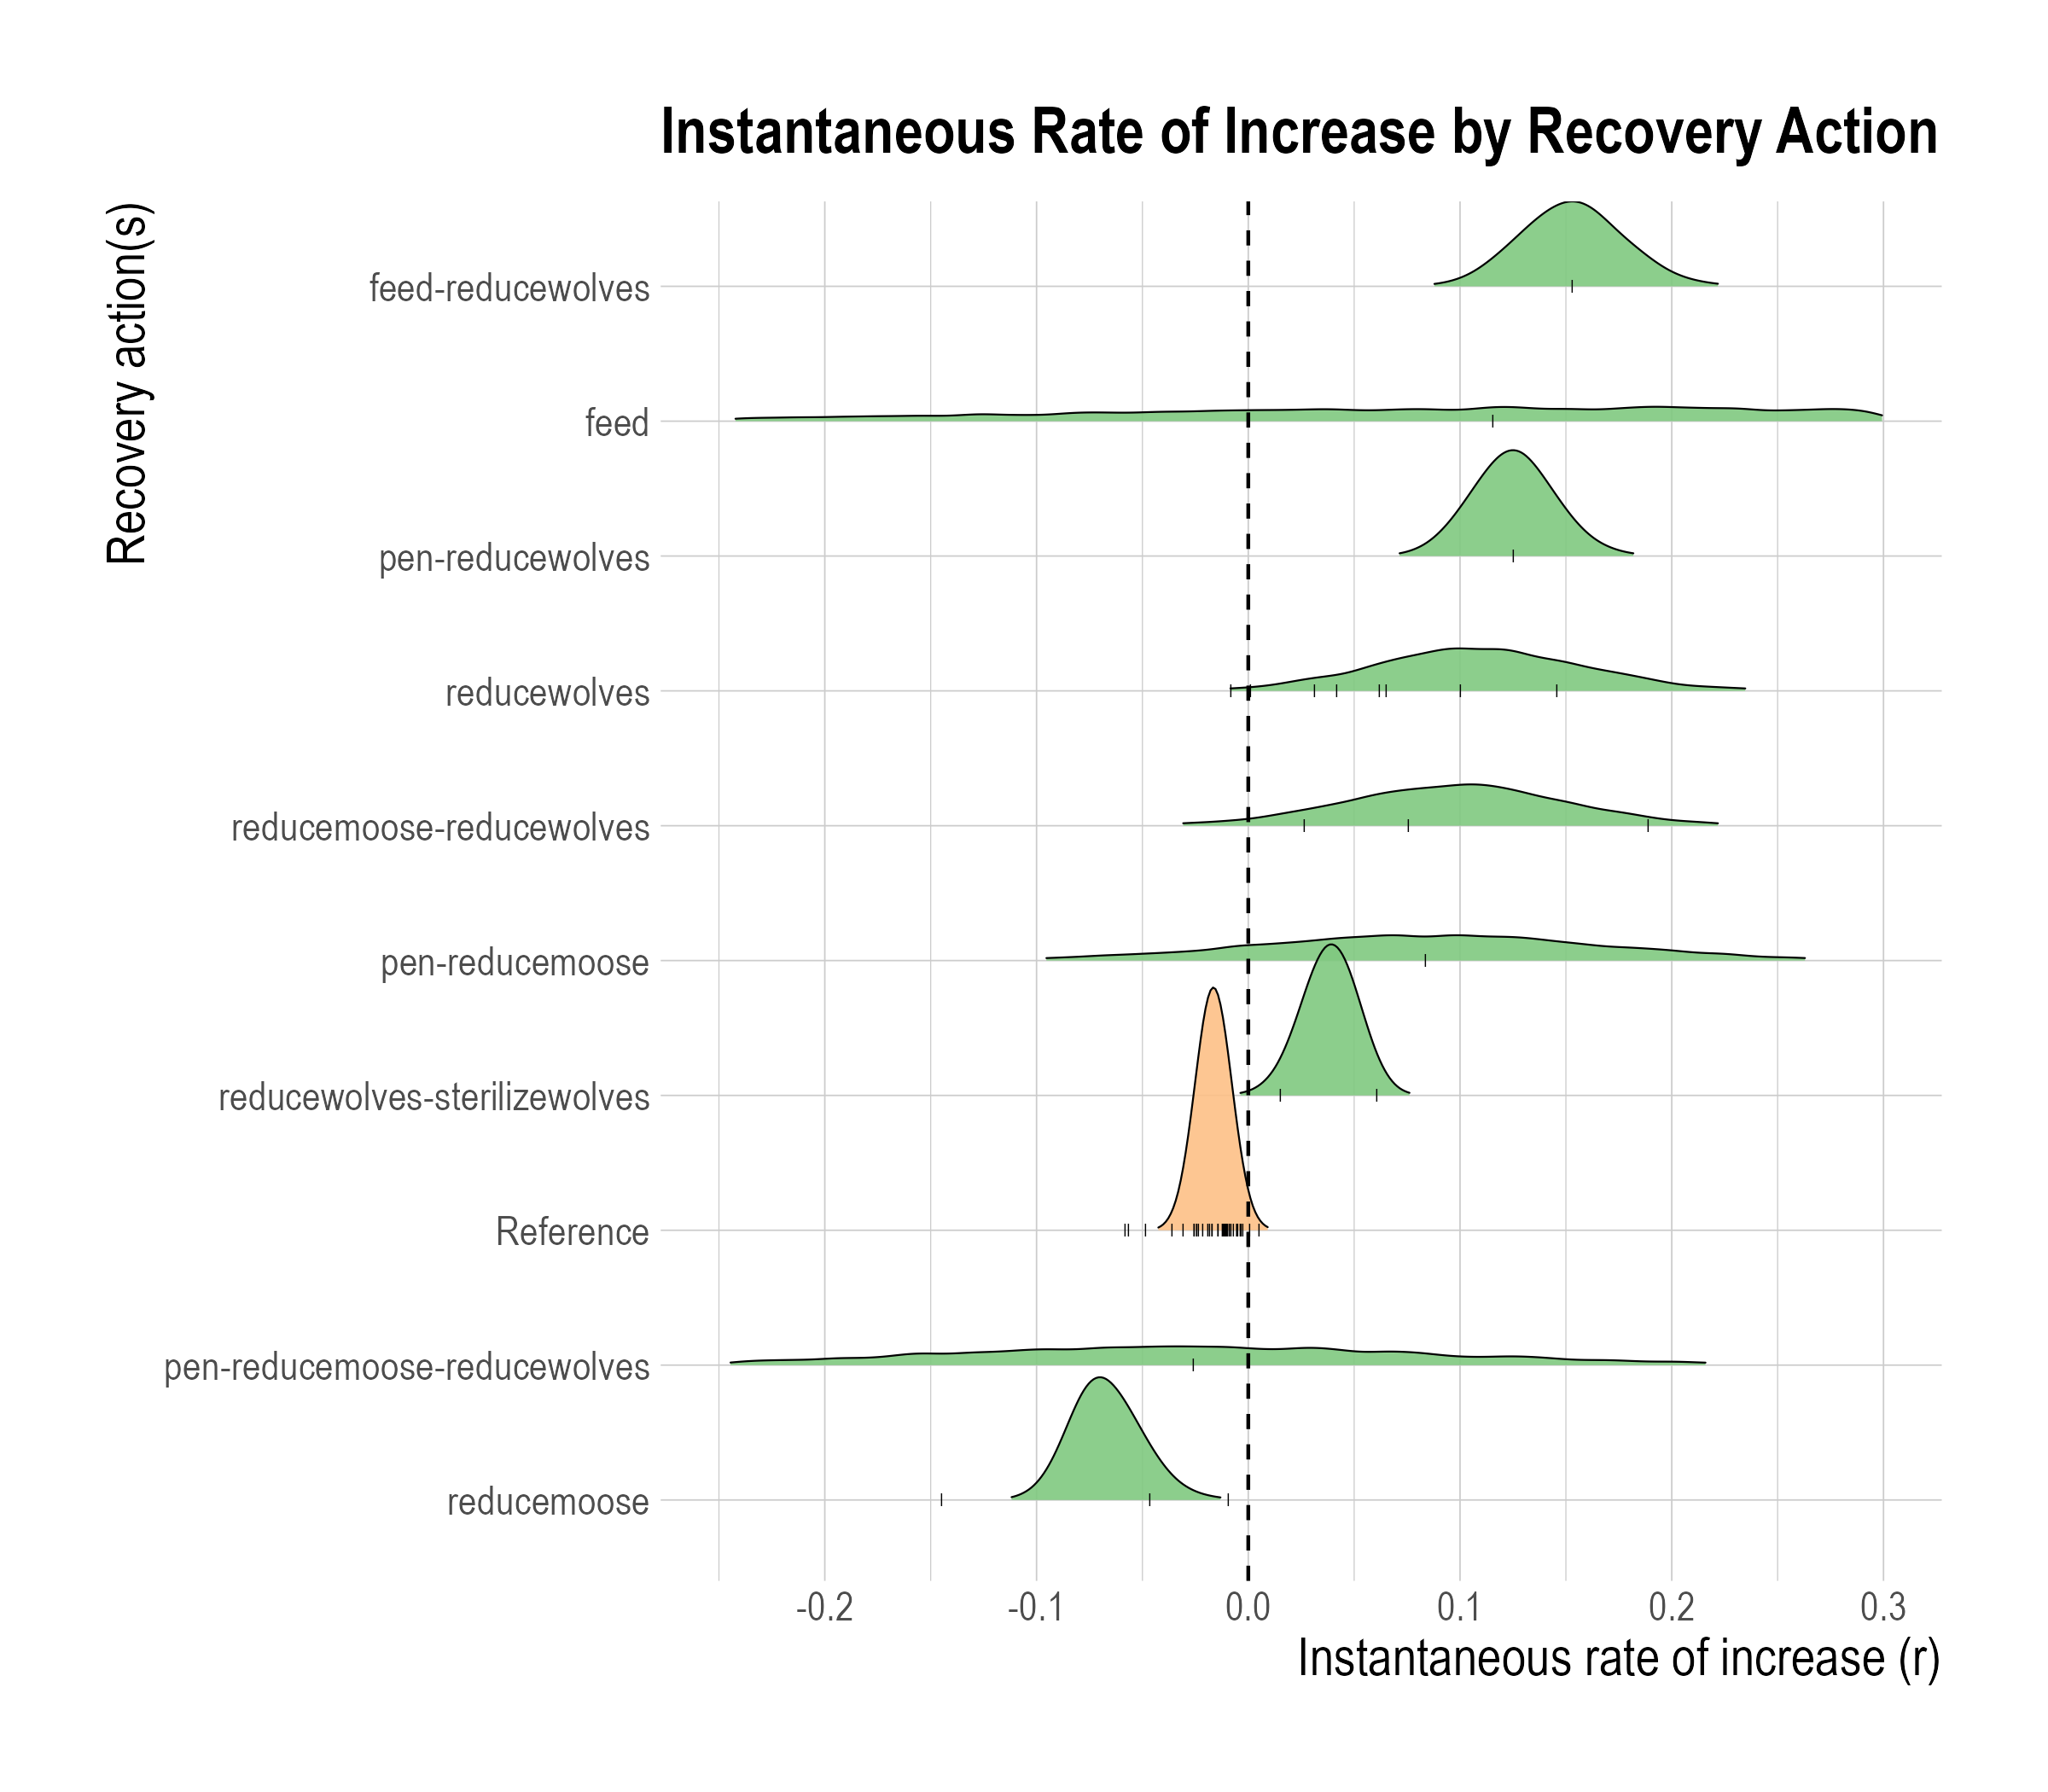 Instantaneous Rate of Increase by Recovery Action
Recovery action(s)
feed-reducewolves
feed
pen-reducewolves
reducewolves
reducemoose-reducewolves
pen-reducemoose
reducewolves-sterilizewolves
Reference
pen-reducemoose-reducewolves
reducemoose
-0.2 -0.1 0.0 0.1 0.2 0.3
Instantaneous rate of increase (r)